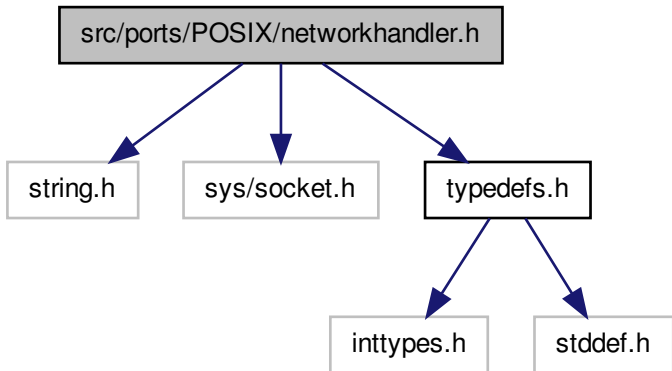 src/ports/POSIX/networkhandler.h
string.h
sys/socket.h
typedefs.h
inttypes.h
stddef.h